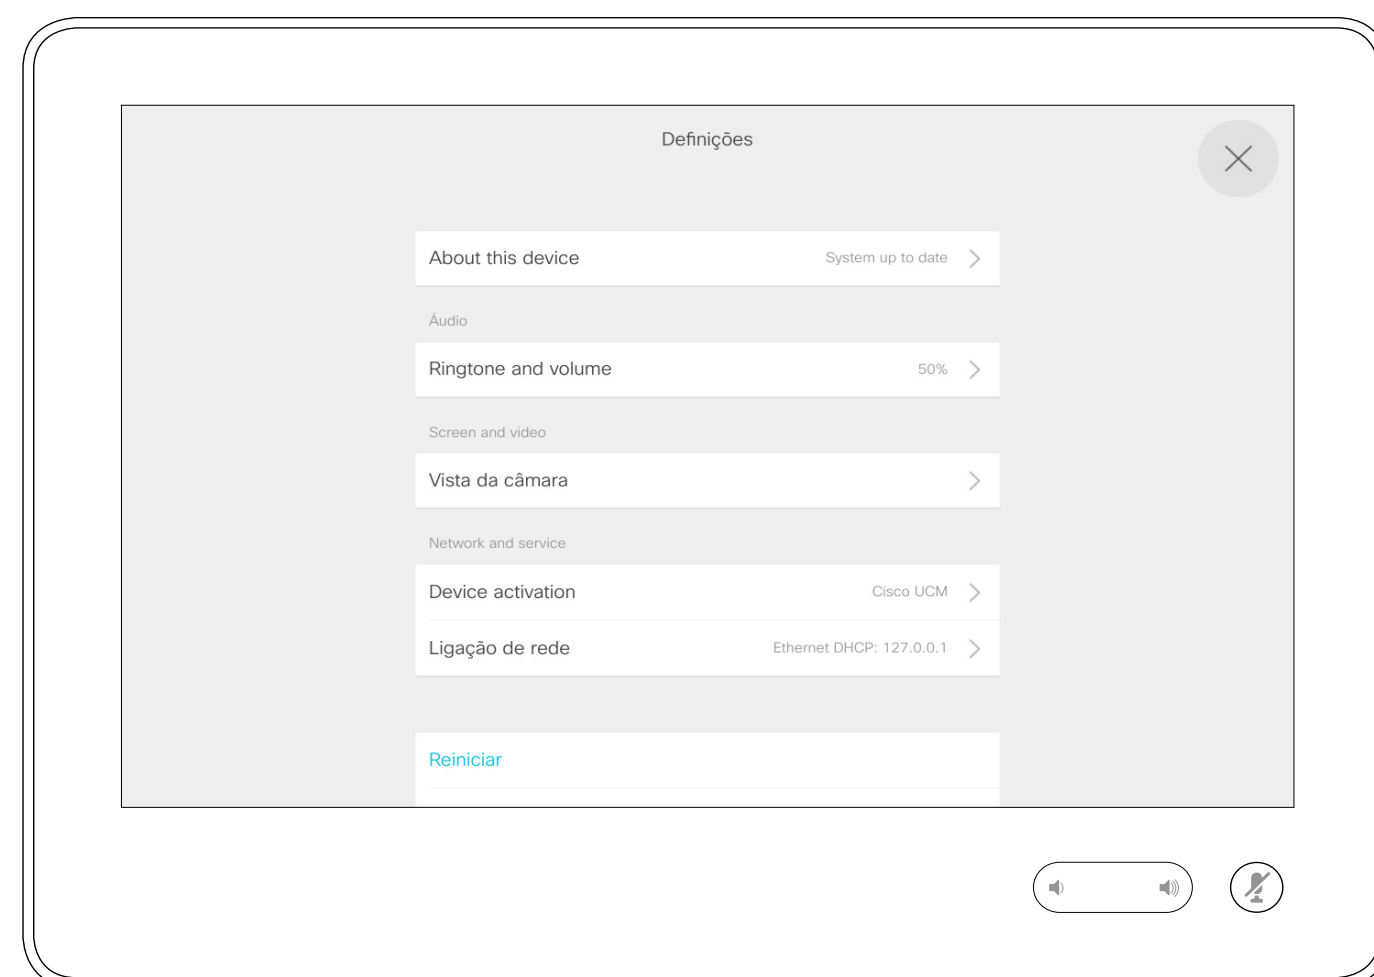 Definições
About this device System up to date
Áudio
Ringtone and volume 50%
Screen and video
Vista da câmara
Network and service
Device activation Cisco UCM
Ligação de rede Ethernet DHCP: 127.0.0.1
Reiniciar